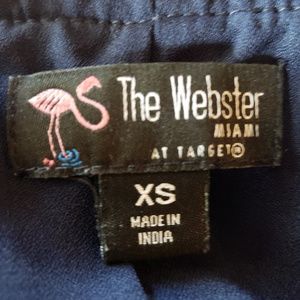 The Webster
MIAMI
AT TARGET®
XS
MADE IN
INDIA